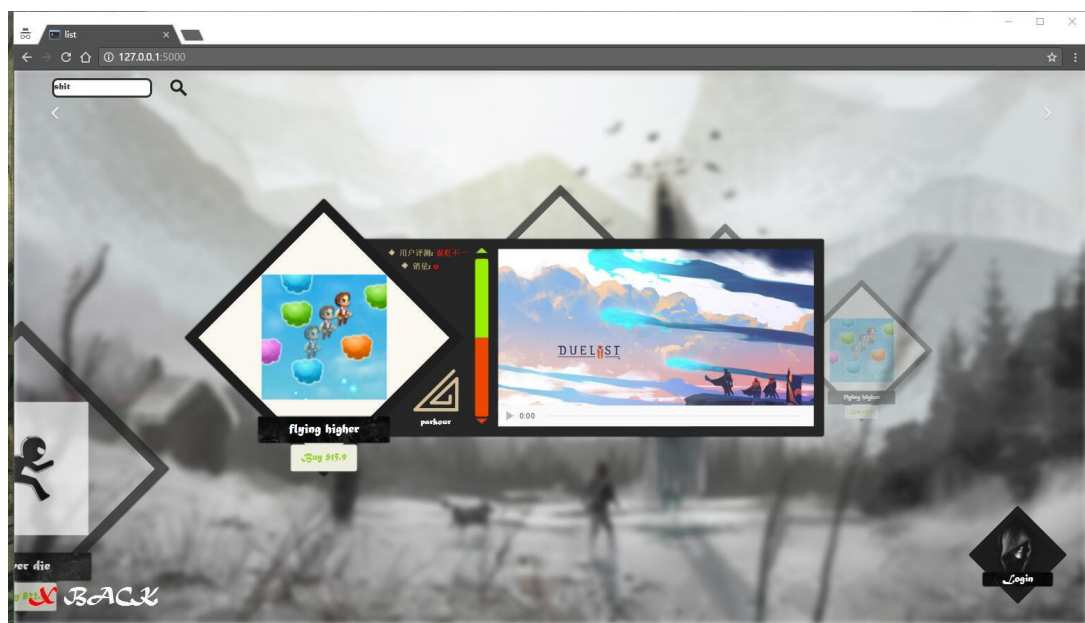 list
127.0.0.1:5000
shit
用户评测: 褒贬不一
销量: 0
DUELYST
0:00
parkour
flying higher
Buy $15.9
flying higher
ver die
X BACK
Login